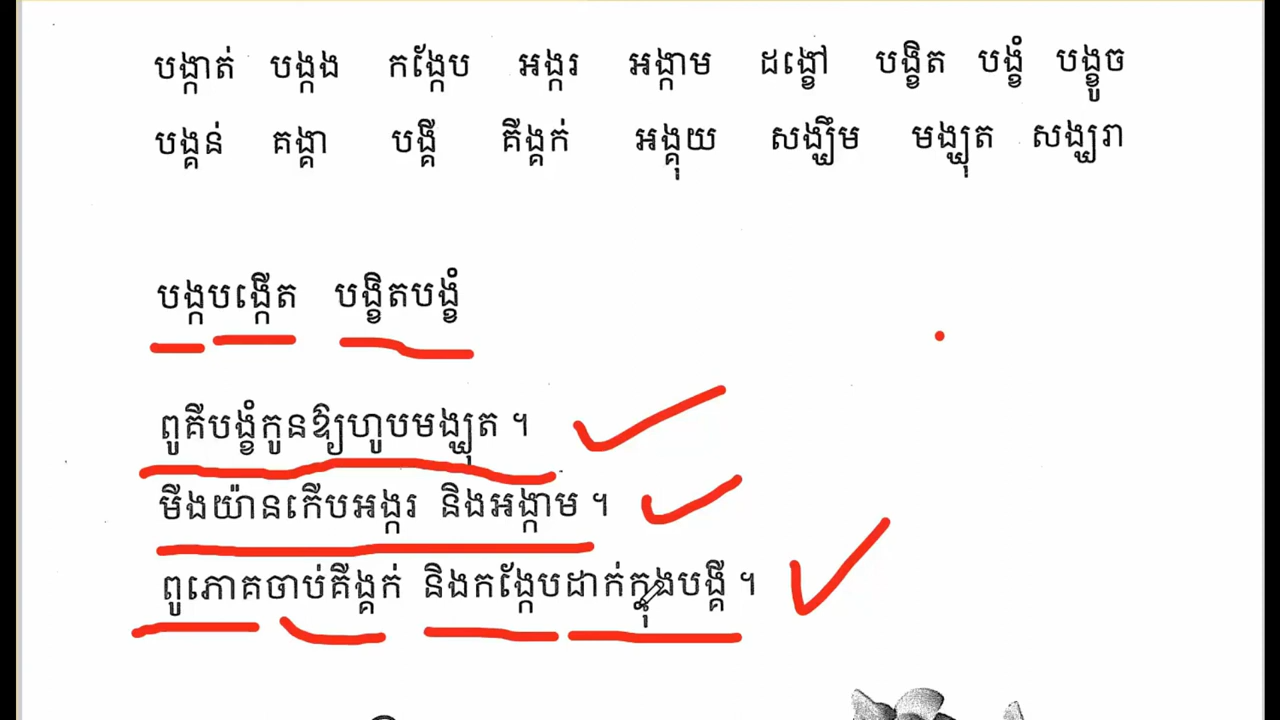 បង្កាត់ បង្កង កង្កែប អង្ករ អង្កាម ដង្ខៅ បង្ខិត បង្ខំ បង្ខូច
បង្គន់ គង្គា បង្គី គីង្គក់ អង្គុយ សង្ឃឹម មង្ឃុត សង្ឃរា
បង្កបង្កើត បង្ខិតបង្ខំ
ពូគីបង្ខំកូនឱ្យហូបមង្ឃុត ។
មីងយ៉ានកើបអង្ករ និងអង្កាម ។
ពូភោគចាប់គីង្គក់ និងកង្កែបដាក់ក្នុងបង្គី ។